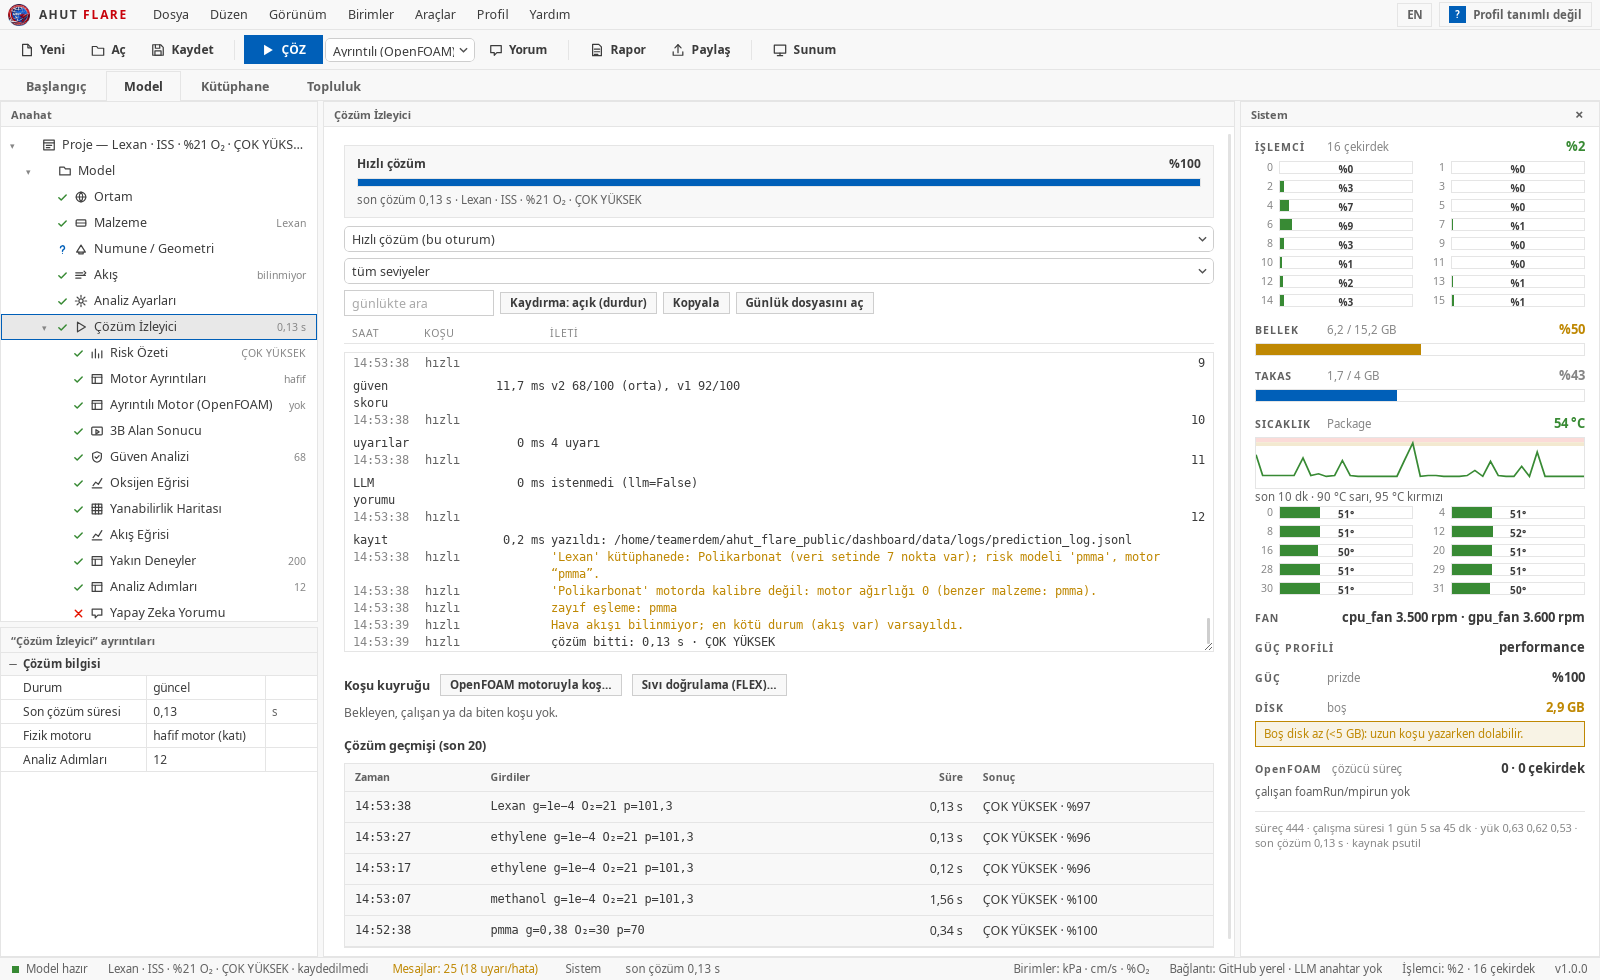 AHUT FLARE Dosya Düzen Görünüm Birimler Araçlar Profil Yardım EN ? Profil tanımlı değil
Yeni Aç Kaydet ÇÖZ Ayrıntılı (OpenFOAM) Yorum Rapor Paylaş Sunum
Başlangıç Model Kütüphane Topluluk
Anahat
Proje — Lexan · ISS · %21 O₂ · ÇOK YÜKS...
Model
Ortam
Malzeme Lexan
? Numune / Geometri
Akış bilinmiyor
Analiz Ayarları
Çözüm İzleyici 0,13 s
Risk Özeti ÇOK YÜKSEK
Motor Ayrıntıları hafif
Ayrıntılı Motor (OpenFOAM) yok
3B Alan Sonucu
Güven Analizi 68
Oksijen Eğrisi
Yanabilirlik Haritası
Akış Eğrisi
Yakın Deneyler 200
Analiz Adımları 12
Yapay Zeka Yorumu
“Çözüm İzleyici” ayrıntıları
— Çözüm bilgisi
Durum güncel
Son çözüm süresi 0,13 s
Fizik motoru hafif motor (katı)
Analiz Adımları 12
Çözüm İzleyici
Hızlı çözüm %100
son çözüm 0,13 s · Lexan · ISS · %21 O₂ · ÇOK YÜKSEK
Hızlı çözüm (bu oturum)
tüm seviyeler
günlükte ara Kaydırma: açık (durdur) Kopyala Günlük dosyasını aç
SAAT KOŞU İLETİ
14:53:38 hızlı 9
güven 11,7 ms v2 68/100 (orta), v1 92/100
skoru
14:53:38 hızlı 10
uyarılar 0 ms 4 uyarı
14:53:38 hızlı 11
LLM 0 ms istenmedi (llm=False)
yorumu
14:53:38 hızlı 12
kayıt 0,2 ms yazıldı: /home/teamerdem/ahut_flare_public/dashboard/data/logs/prediction_log.jsonl
14:53:38 hızlı 'Lexan' kütüphanede: Polikarbonat (veri setinde 7 nokta var); risk modeli 'pmma', motor
“pmma”.
14:53:38 hızlı 'Polikarbonat' motorda kalibre değil: motor ağırlığı 0 (benzer malzeme: pmma).
14:53:38 hızlı zayıf eşleme: pmma
14:53:39 hızlı Hava akışı bilinmiyor; en kötü durum (akış var) varsayıldı.
14:53:39 hızlı çözüm bitti: 0,13 s · ÇOK YÜKSEK
Koşu kuyruğu OpenFOAM motoruyla koş... Sıvı doğrulama (FLEX)...
Bekleyen, çalışan ya da biten koşu yok.
Çözüm geçmişi (son 20)
Zaman Girdiler Süre Sonuç
14:53:38 Lexan g=1e−4 O₂=21 p=101,3 0,13 s ÇOK YÜKSEK · %97
14:53:27 ethylene g=1e−4 O₂=21 p=101,3 0,13 s ÇOK YÜKSEK · %96
14:53:17 ethylene g=1e−4 O₂=21 p=101,3 0,12 s ÇOK YÜKSEK · %96
14:53:07 methanol g=1e−4 O₂=21 p=101,3 1,56 s ÇOK YÜKSEK · %100
14:52:38 pmma g=0,38 O₂=30 p=70 0,34 s ÇOK YÜKSEK · %100
Sistem ×
İŞLEMCİ 16 çekirdek %2
0 %0 1 %0
2 %3 3 %0
4 %7 5 %0
6 %9 7 %1
8 %3 9 %0
10 %1 11 %0
12 %2 13 %1
14 %3 15 %1
BELLEK 6,2 / 15,2 GB %50
TAKAS 1,7 / 4 GB %43
SICAKLIK Package 54 °C
son 10 dk · 90 °C sarı, 95 °C kırmızı
0 51° 4 51°
8 51° 12 52°
16 50° 20 51°
28 51° 29 51°
30 51° 31 50°
FAN cpu_fan 3.500 rpm · gpu_fan 3.600 rpm
GÜÇ PROFİLİ performance
GÜÇ prizde %100
DİSK boş 2,9 GB
Boş disk az (<5 GB): uzun koşu yazarken dolabilir.
OpenFOAM çözücü süreç 0 · 0 çekirdek
çalışan foamRun/mpirun yok
süreç 444 · çalışma süresi 1 gün 5 sa 45 dk · yük 0,63 0,62 0,53 ·
son çözüm 0,13 s · kaynak psutil
Model hazır Lexan · ISS · %21 O₂ · ÇOK YÜKSEK · kaydedilmedi Mesajlar: 25 (18 uyarı/hata) Sistem son çözüm 0,13 s Birimler: kPa · cm/s · %O₂ Bağlantı: GitHub yerel · LLM anahtar yok İşlemci: %2 · 16 çekirdek v1.0.0